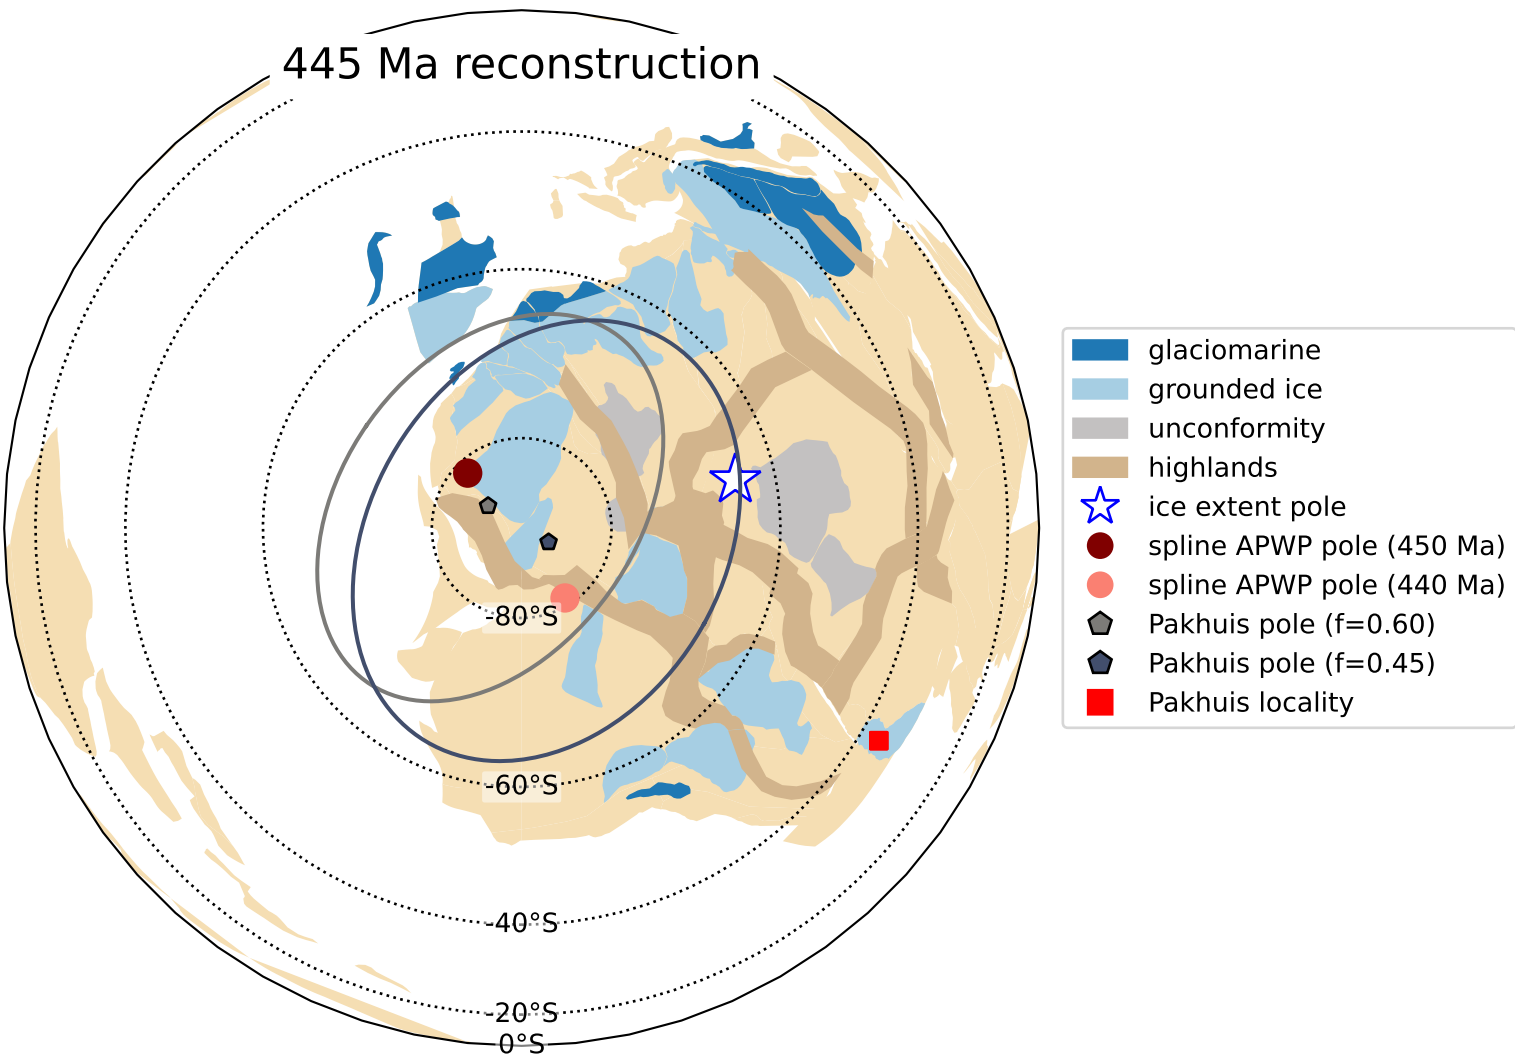 445 Ma reconstruction
glaciomarine
grounded ice
unconformity
highlands
ice extent pole
spline APWP pole (450 Ma)
spline APWP pole (440 Ma)
Pakhuis pole (f=0.60)
Pakhuis pole (f=0.45)
Pakhuis locality
-80°S
-60°S
-40°S
-20°S
0°S